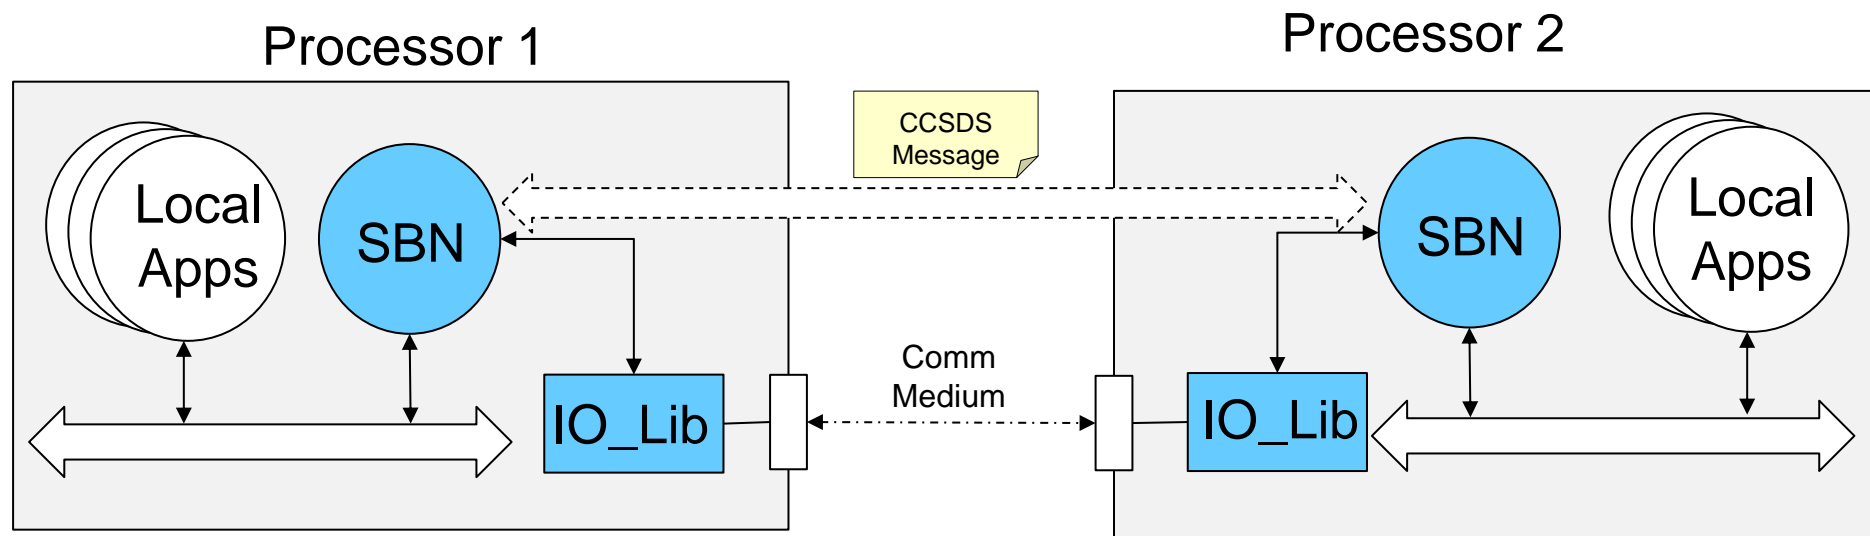 Processor 1
Processor 2
CCSDS
Message
Local
Apps
SBN
SBN
Local
Apps
Comm
Medium
IO_Lib
IO_Lib